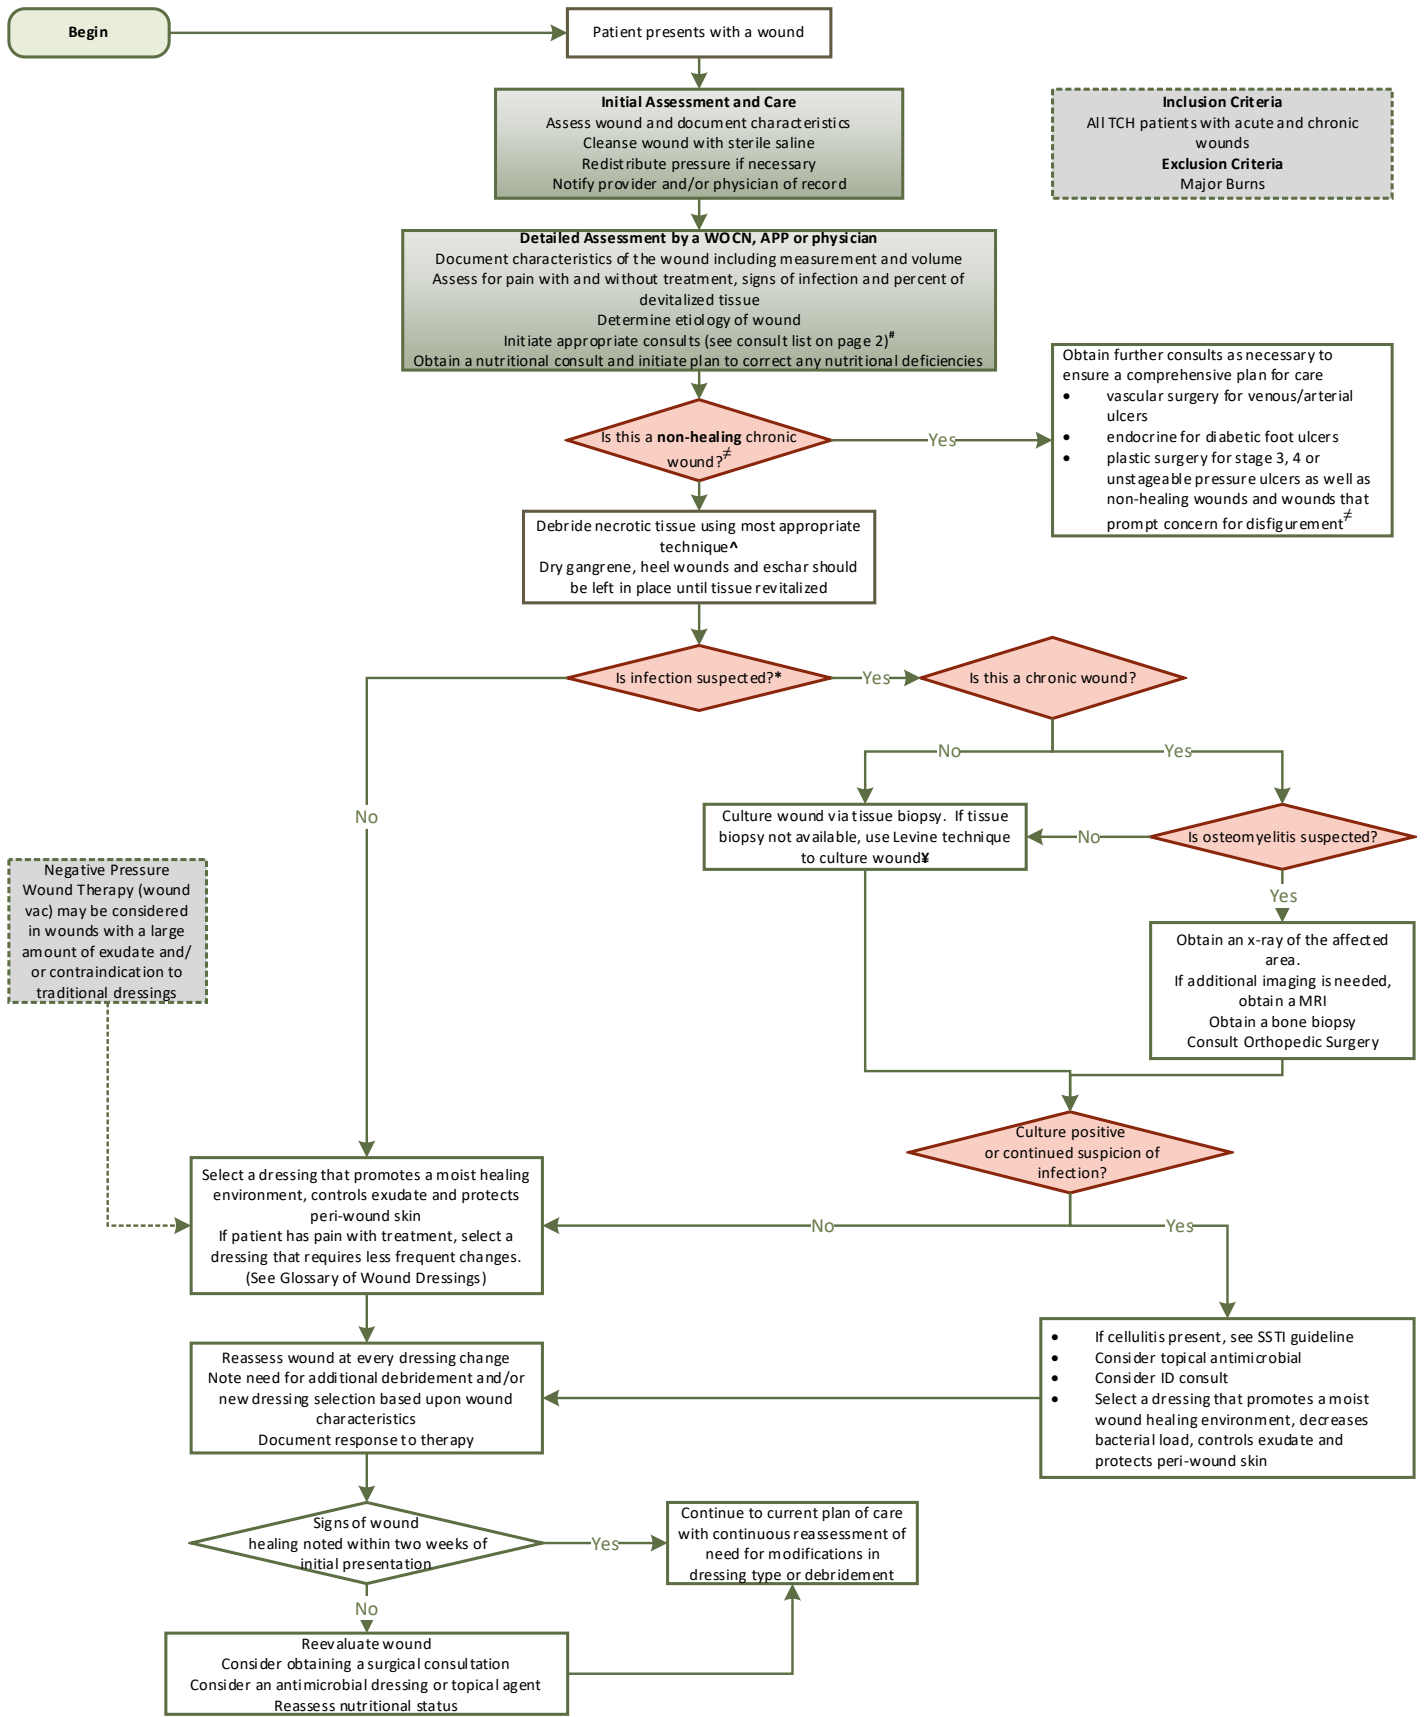 Begin
Patient presents with a wound
Initial Assessment and Care
Assess wound and document characteristics
Cleanse wound with sterile saline
Redistribute pressure if necessary
Notify provider and/or physician of record
Inclusion Criteria
All TCH patients with acute and chronic
wounds
Exclusion Criteria
Major Burns
Detailed Assessment by a WOCN, APP or physician
Document characteristics of the wound including measurement and volume
Assess for pain with and without treatment, signs of infection and percent of
devitalized tissue
Determine etiology of wound
Initiate appropriate consults (see consult list on page 2)#
Obtain a nutritional consult and initiate plan to correct any nutritional deficiencies
Is this a non-healing chronic
wound?≠
Yes
Obtain further consults as necessary to
ensure a comprehensive plan for care
• vascular surgery for venous/arterial
ulcers
• endocrine for diabetic foot ulcers
• plastic surgery for stage 3, 4 or
unstageable pressure ulcers as well as
non-healing wounds and wounds that
prompt concern for disfigurement≠
Debride necrotic tissue using most appropriate
technique^
Dry gangrene, heel wounds and eschar should
be left in place until tissue revitalized
Is infection suspected?*
Yes
Is this a chronic wound?
No
Yes
No
Culture wound via tissue biopsy. If tissue
biopsy not available, use Levine technique
to culture wound¥
No
Is osteomyelitis suspected?
Yes
Obtain an x-ray of the affected
area.
If additional imaging is needed,
obtain a MRI
Obtain a bone biopsy
Consult Orthopedic Surgery
Negative Pressure
Wound Therapy (wound
vac) may be considered
in wounds with a large
amount of exudate and/
or contraindication to
traditional dressings
Culture positive
or continued suspicion of
infection?
No
Yes
Select a dressing that promotes a moist healing
environment, controls exudate and protects
peri-wound skin
If patient has pain with treatment, select a
dressing that requires less frequent changes.
(See Glossary of Wound Dressings)
• If cellulitis present, see SSTI guideline
• Consider topical antimicrobial
• Consider ID consult
• Select a dressing that promotes a moist
wound healing environment, decreases
bacterial load, controls exudate and
protects peri-wound skin
Reassess wound at every dressing change
Note need for additional debridement and/or
new dressing selection based upon wound
characteristics
Document response to therapy
Signs of wound
healing noted within two weeks of
initial presentation
Yes
Continue to current plan of care
with continuous reassessment of
need for modifications in
dressing type or debridement
No
Reevaluate wound
Consider obtaining a surgical consultation
Consider an antimicrobial dressing or topical agent
Reassess nutritional status